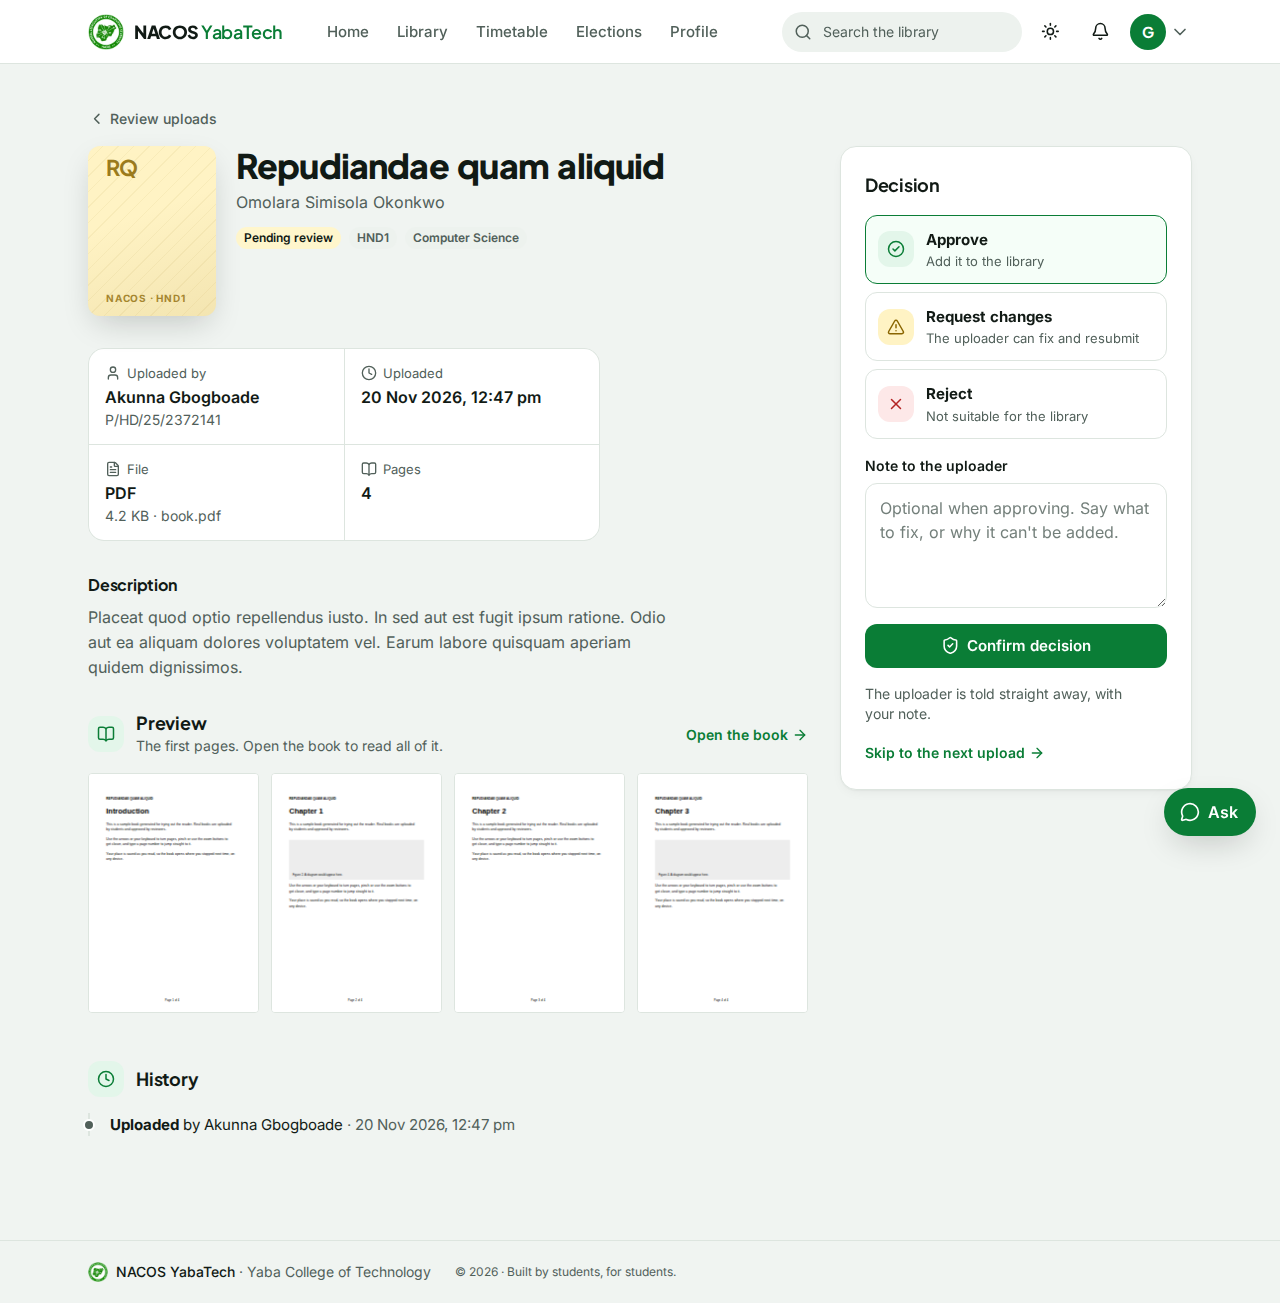 NACOS YabaTech
Home
Library
Timetable
Elections
Profile
Search the library
G
Review uploads
RQ
NACOS · HND1
Repudiandae quam aliquid
Omolara Simisola Okonkwo
Pending review
HND1
Computer Science
Uploaded by
Akunna Gbogboade
P/HD/25/2372141
Uploaded
20 Nov 2026, 12:47 pm
File
PDF
4.2 KB · book.pdf
Pages
4
Description
Placeat quod optio repellendus iusto. In sed aut est fugit ipsum ratione. Odio
aut ea aliquam dolores voluptatem vel. Earum labore quisquam aperiam
quidem dignissimos.
Preview
The first pages. Open the book to read all of it.
Open the book
Introduction
Chapter 1
Chapter 2
Chapter 3
History
Uploaded by Akunna Gbogboade · 20 Nov 2026, 12:47 pm
Decision
Approve
Add it to the library
Request changes
The uploader can fix and resubmit
Reject
Not suitable for the library
Note to the uploader
Optional when approving. Say what
to fix, or why it can't be added.
Confirm decision
The uploader is told straight away, with
your note.
Skip to the next upload
Ask
NACOS YabaTech · Yaba College of Technology
© 2026 · Built by students, for students.